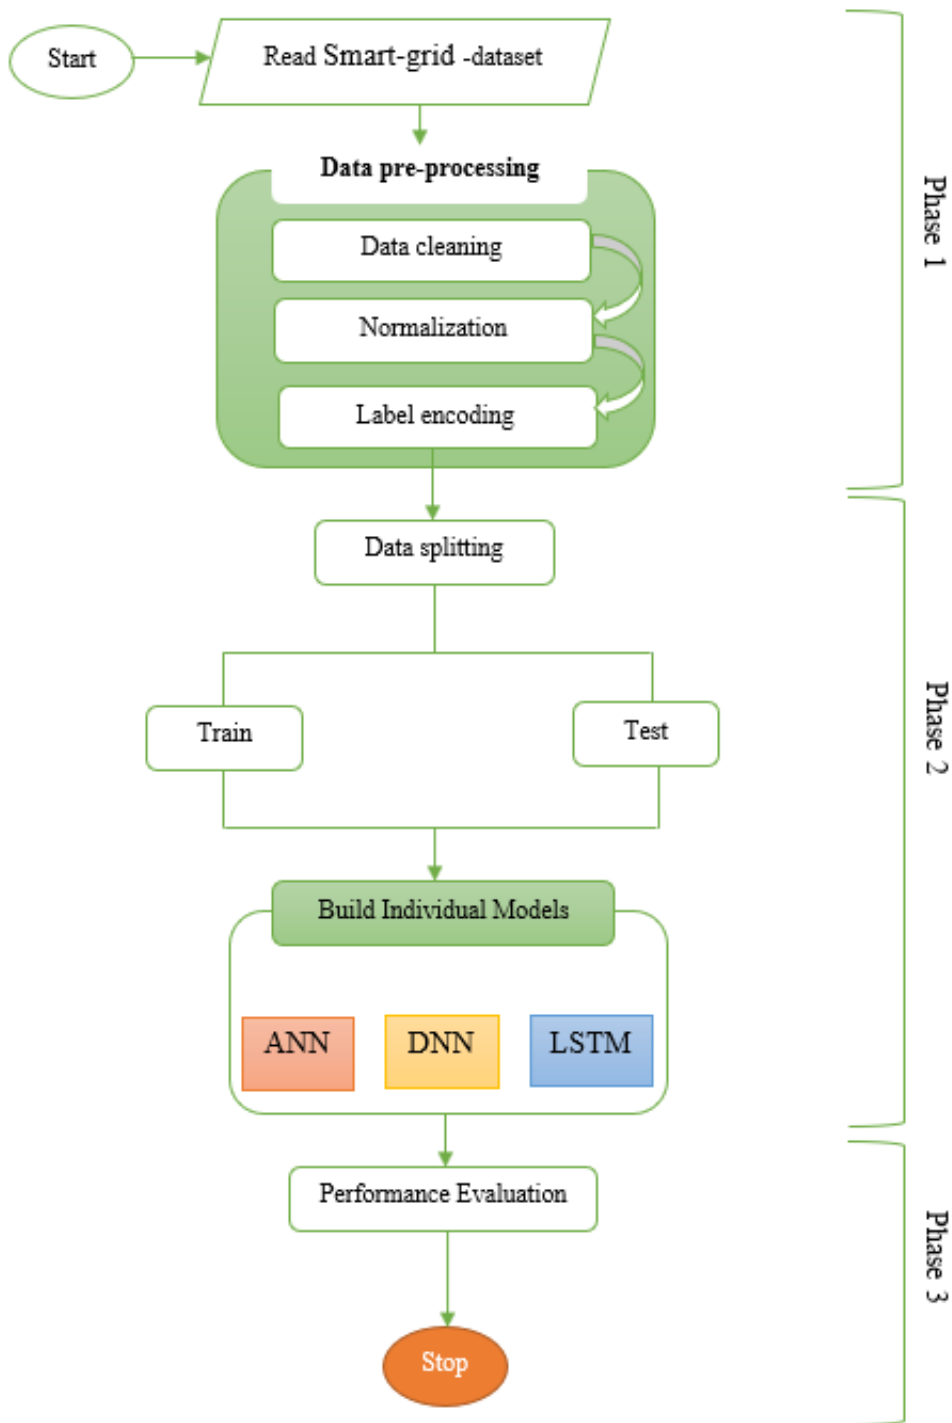 Start
Read Smart-grid -dataset
Data pre-processing
Data cleaning
Normalization
Label encoding
Phase 1
Data splitting
Train
Test
Build Individual Models
ANN
DNN
LSTM
Phase 2
Performance Evaluation
Stop
Phase 3